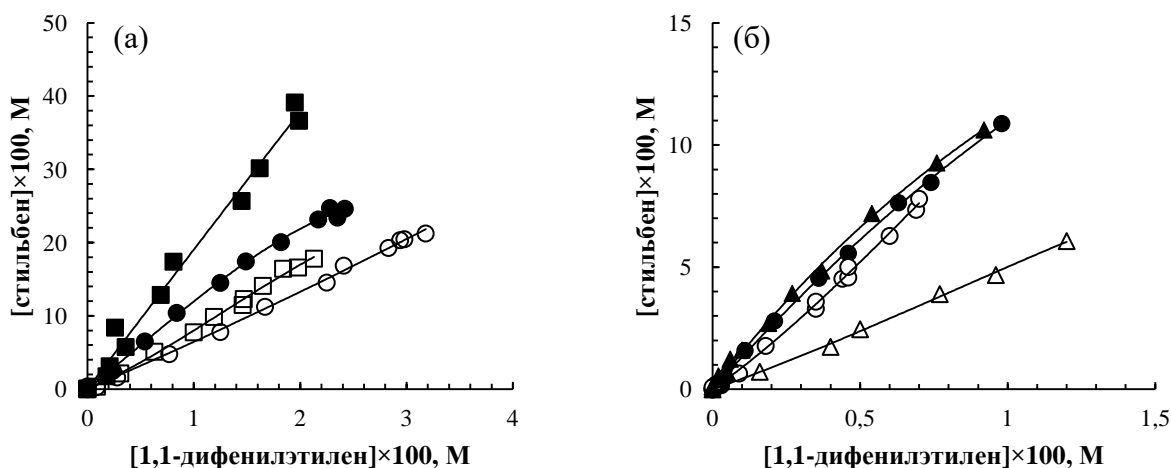 (а)
[стильбен]×100, М
50
40
30
20
10
0
0 1 2 3 4
[1,1-дифенилэтилен]×100, М
(б)
[стильбен]×100, М
15
10
5
0
0 0,5 1 1,5
[1,1-дифенилэтилен]×100, М